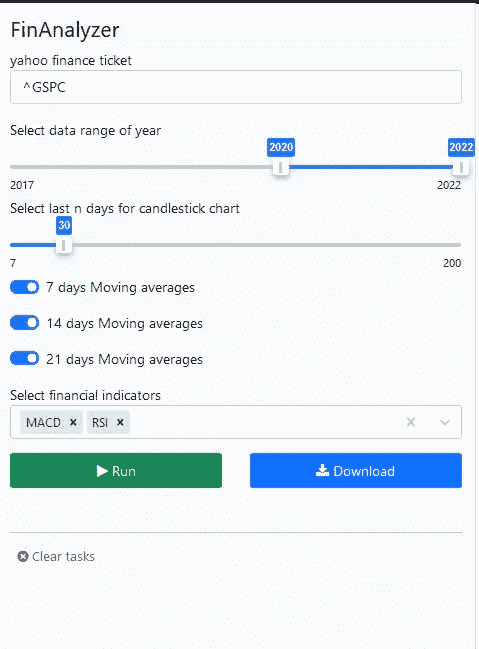 FinAnalyzer
yahoo finance ticket
^GSPC
Select data range of year
2020 2022
2017 2022
Select last n days for candlestick chart
30
7 200
7 days Moving averages
14 days Moving averages
21 days Moving averages
Select financial indicators
MACD × RSI ×
Run Download
Clear tasks